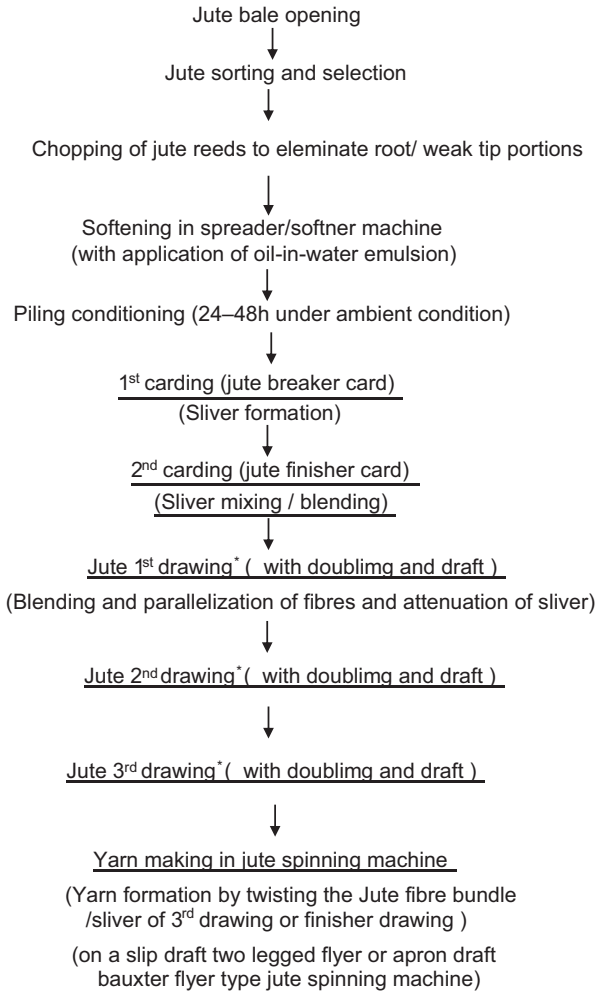 Jute bale opening
Jute sorting and selection
Chopping of jute reeds to eleminate root/ weak tip portions
Softening in spreader/softner machine
(with application of oil-in-water emulsion)
Piling conditioning (24–48h under ambient condition)
1st carding (jute breaker card)
(Sliver formation)
2nd carding (jute finisher card)
(Sliver mixing / blending)
Jute 1st drawing* ( with doublimg and draft )
(Blending and parallelization of fibres and attenuation of sliver)
Jute 2nd drawing* ( with doublimg and draft )
Jute 3rd drawing* ( with doublimg and draft )
Yarn making in jute spinning machine
(Yarn formation by twisting the Jute fibre bundle
/sliver of 3rd drawing or finisher drawing )
(on a slip draft two legged flyer or apron draft
bauxter flyer type jute spinning machine)